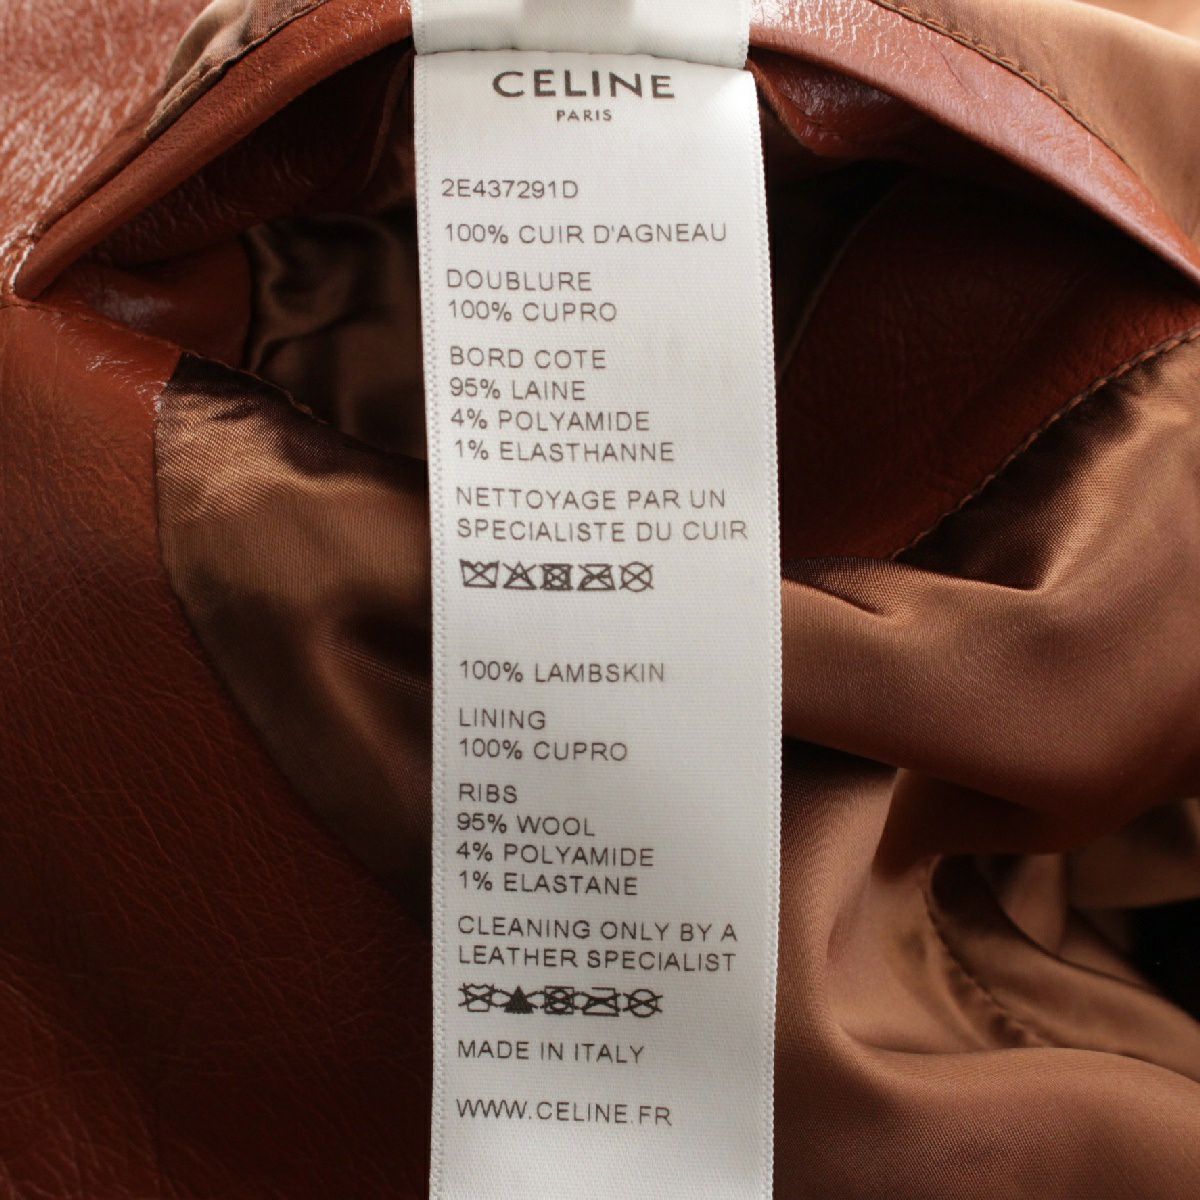 CELINE
PARIS
2E437291D
100% CUIR D'AGNEAU
DOUBLURE
100% CUPRO
BORD COTE
95% LAINE
4% POLYAMIDE
1% ELASTHANNE
NETTOYAGE PAR UN
SPECIALISTE DU CUIR
100% LAMBSKIN
LINING
100% CUPRO
RIBS
95% WOOL
4% POLYAMIDE
1% ELASTANE
CLEANING ONLY BY A
LEATHER SPECIALIST
MADE IN ITALY
WWW.CELINE.FR